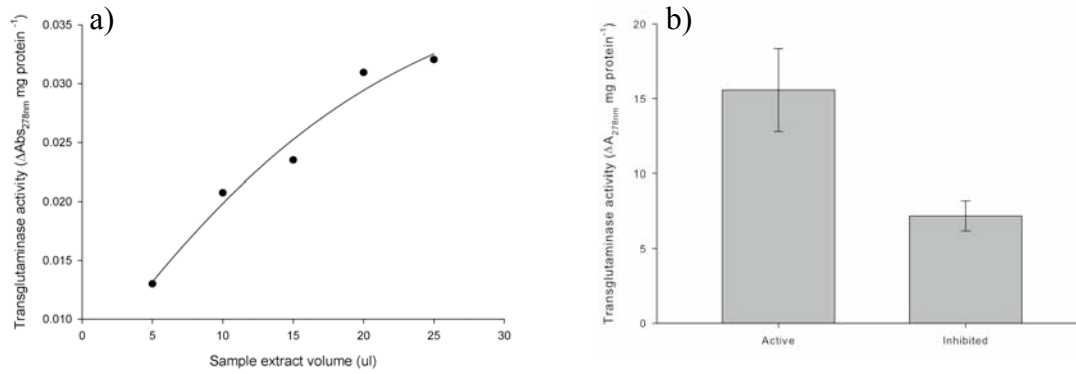 a)
Transglutaminase activity (ΔAbs278nm mg protein -1)
0.035
0.030
0.025
0.020
0.015
0.010
0 5 10 15 20 25 30
Sample extract volume (ul)
b)
Transglutaminase activity (ΔA278nm mg protein -1)
20
15
10
5
0
Active Inhibited